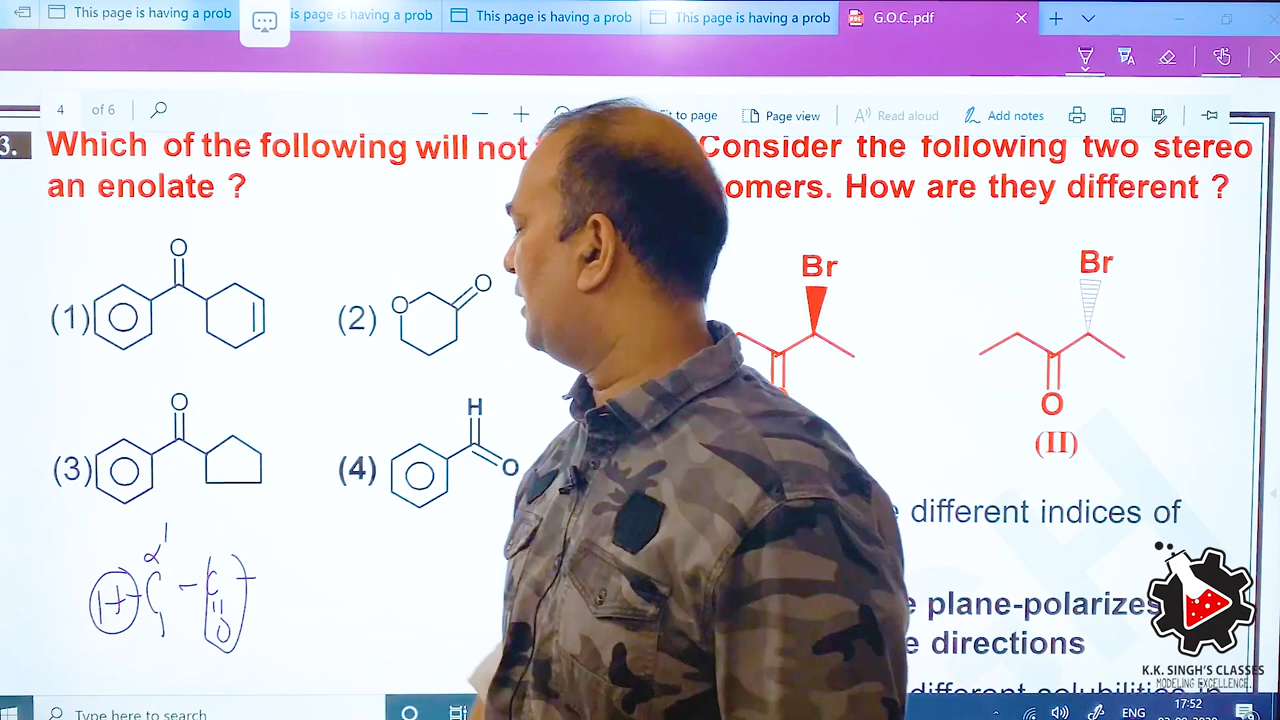 This page is having a prob
is page is having a prob
This page is having a prob
This page is having a prob
G.O.C..pdf
4 of 6
Fit to page
Page view
Read aloud
Add notes
3. Which of the following will not
an enolate ?
O
(1)
O
O
(2)
O
(3)
H
O
(4)
H - C - C
α
O
Consider the following two stereo
omers. How are they different ?
Br
Br
O
(II)
different indices of
plane-polarizes
directions
different solubilities in
K.K. SINGH'S CLASSES
MODELING EXCELLENCE.
Type here to search
ENG
17:52